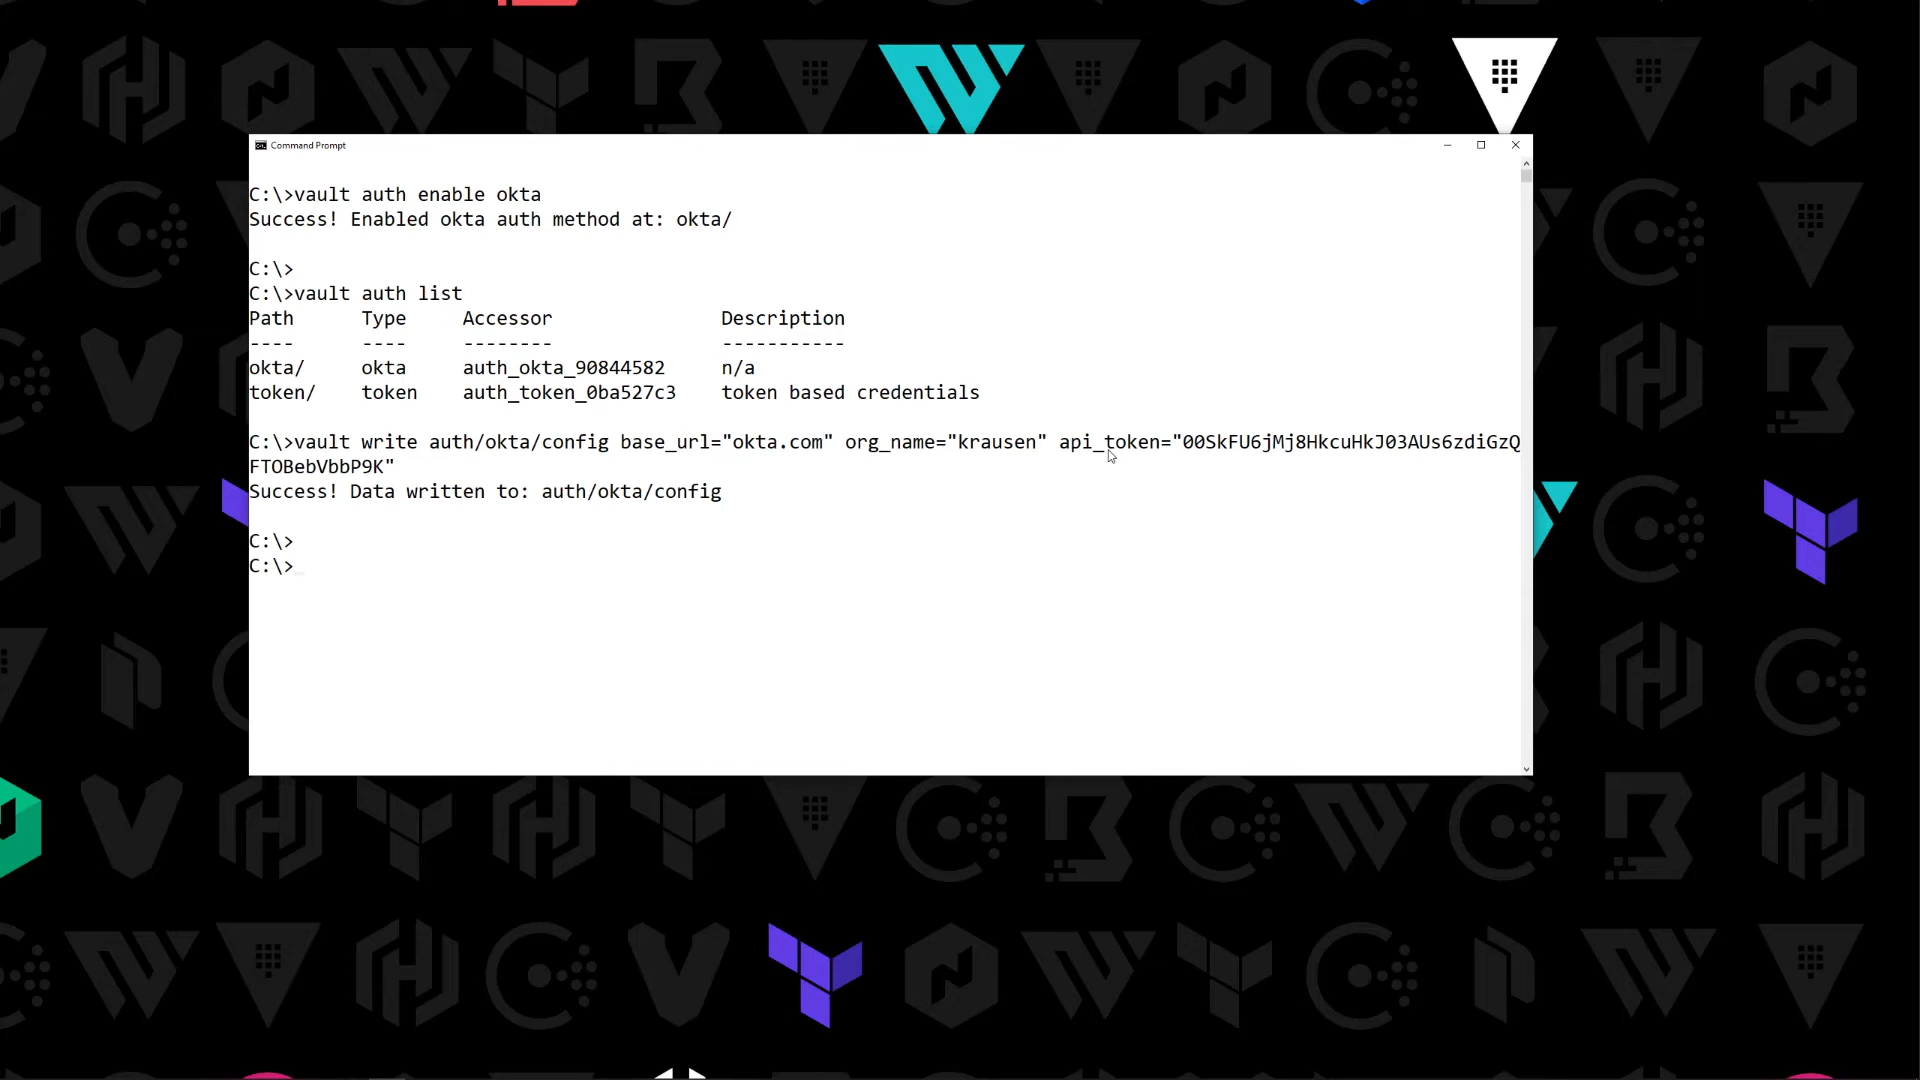 Command Prompt
C:\>vault auth enable okta
Success! Enabled okta auth method at: okta/
C:\>
C:\>vault auth list
Path Type Accessor Description
---- ---- -------- -----------
okta/ okta auth_okta_90844582 n/a
token/ token auth_token_0ba527c3 token based credentials
C:\>vault write auth/okta/config base_url="okta.com" org_name="krausen" api_token="00SkFU6jMj8HkcuHkJ03AUs6zdiGzQ
FTOBebVbbP9K"
Success! Data written to: auth/okta/config
C:\>
C:\>